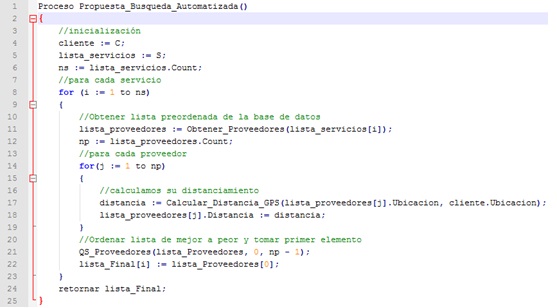 1 Proceso Propuesta_Busqueda_Automatizada()
2 {
3 //inicialización
4 cliente := C;
5 lista_servicios := S;
6 ns := lista_servicios.Count;
7 //para cada servicio
8 for (i := 1 to ns)
9 {
10 //Obtener lista preordenada de la base de datos
11 lista_proveedores := Obtener_Proveedores(lista_servicios[i]);
12 np := lista_proveedores.Count;
13 //para cada proveedor
14 for(j := 1 to np)
15 {
16 //calculamos su distanciamiento
17 distancia := Calcular_Distancia_GPS(lista_proveedores[j].Ubicacion, cliente.Ubicacion);
18 lista_proveedores[j].Distancia := distancia;
19 }
20 //Ordenar lista de mejor a peor y tomar primer elemento
21 QS_Proveedores(lista_Proveedores, 0, np - 1);
22 lista_Final[i] := lista_Proveedores[0];
23 }
24 retornar lista_Final;
25 }